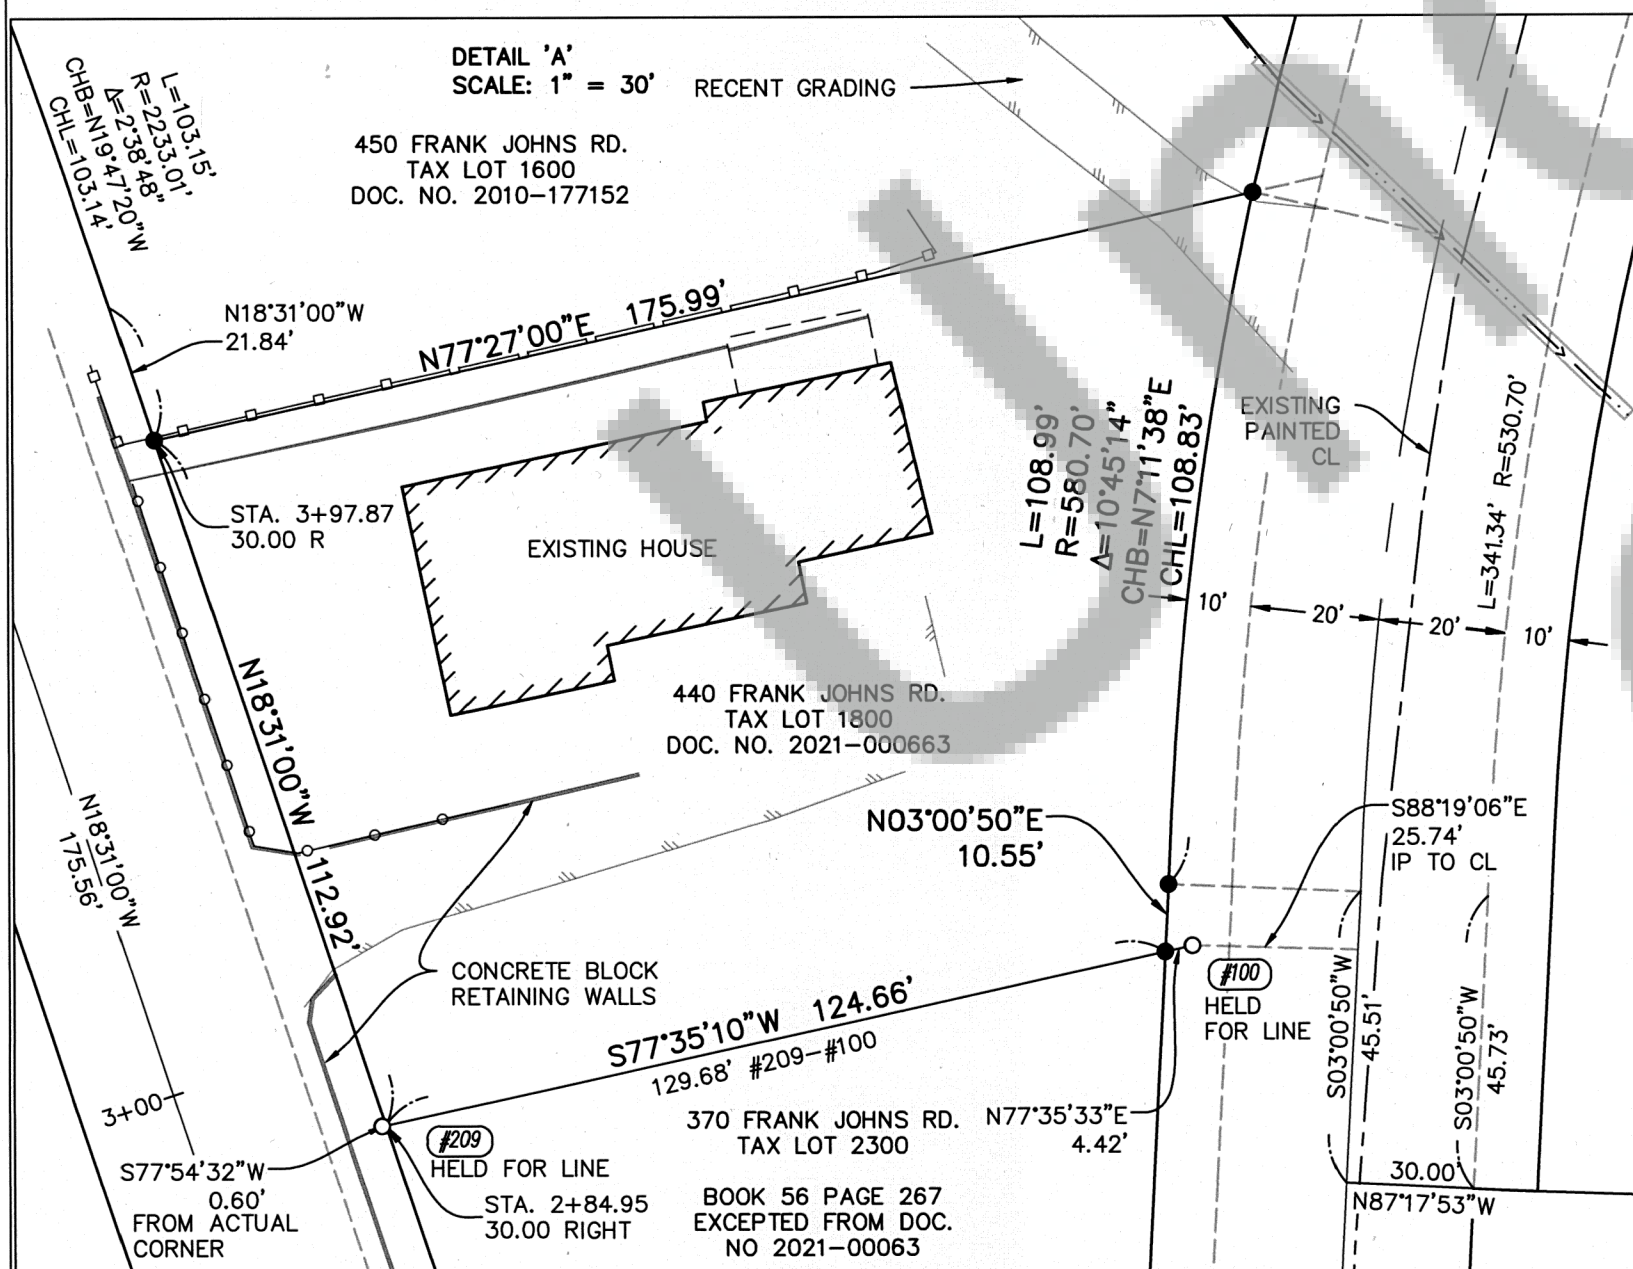 DETAIL 'A'
SCALE: 1" = 30'
RECENT GRADING
L=103.15'
R=2233.01'
Δ=2°38'48"
CHB=N19°47'20"W
CHL=103.14'
450 FRANK JOHNS RD.
TAX LOT 1600
DOC. NO. 2010-177152
N18°31'00"W
21.84'
N77°27'00"E 175.99'
STA. 3+97.87
30.00 R
EXISTING HOUSE
L=108.99'
R=580.70'
Δ=10°45'14"
CHB=N7°11'38"E
CHL=108.83'
EXISTING
PAINTED
CL
L=341.34' R=530.70'
10'
20'
20'
10'
440 FRANK JOHNS RD.
TAX LOT 1800
DOC. NO. 2021-000663
N18°31'00"W
112.92'
N18°31'00"W
175.56'
N03°00'50"E
10.55'
S88°19'06"E
25.74'
IP TO CL
CONCRETE BLOCK
RETAINING WALLS
#100
HELD
FOR LINE
S03°00'50"W
45.51'
S03°00'50"W
45.73'
S77°35'10"W 124.66'
129.68' #209-#100
3+00
370 FRANK JOHNS RD.
TAX LOT 2300
N77°35'33"E
4.42'
#209
HELD FOR LINE
S77°54'32"W
0.60'
FROM ACTUAL
CORNER
STA. 2+84.95
30.00 RIGHT
BOOK 56 PAGE 267
EXCEPTED FROM DOC.
NO 2021-00063
30.00'
N87°17'53"W